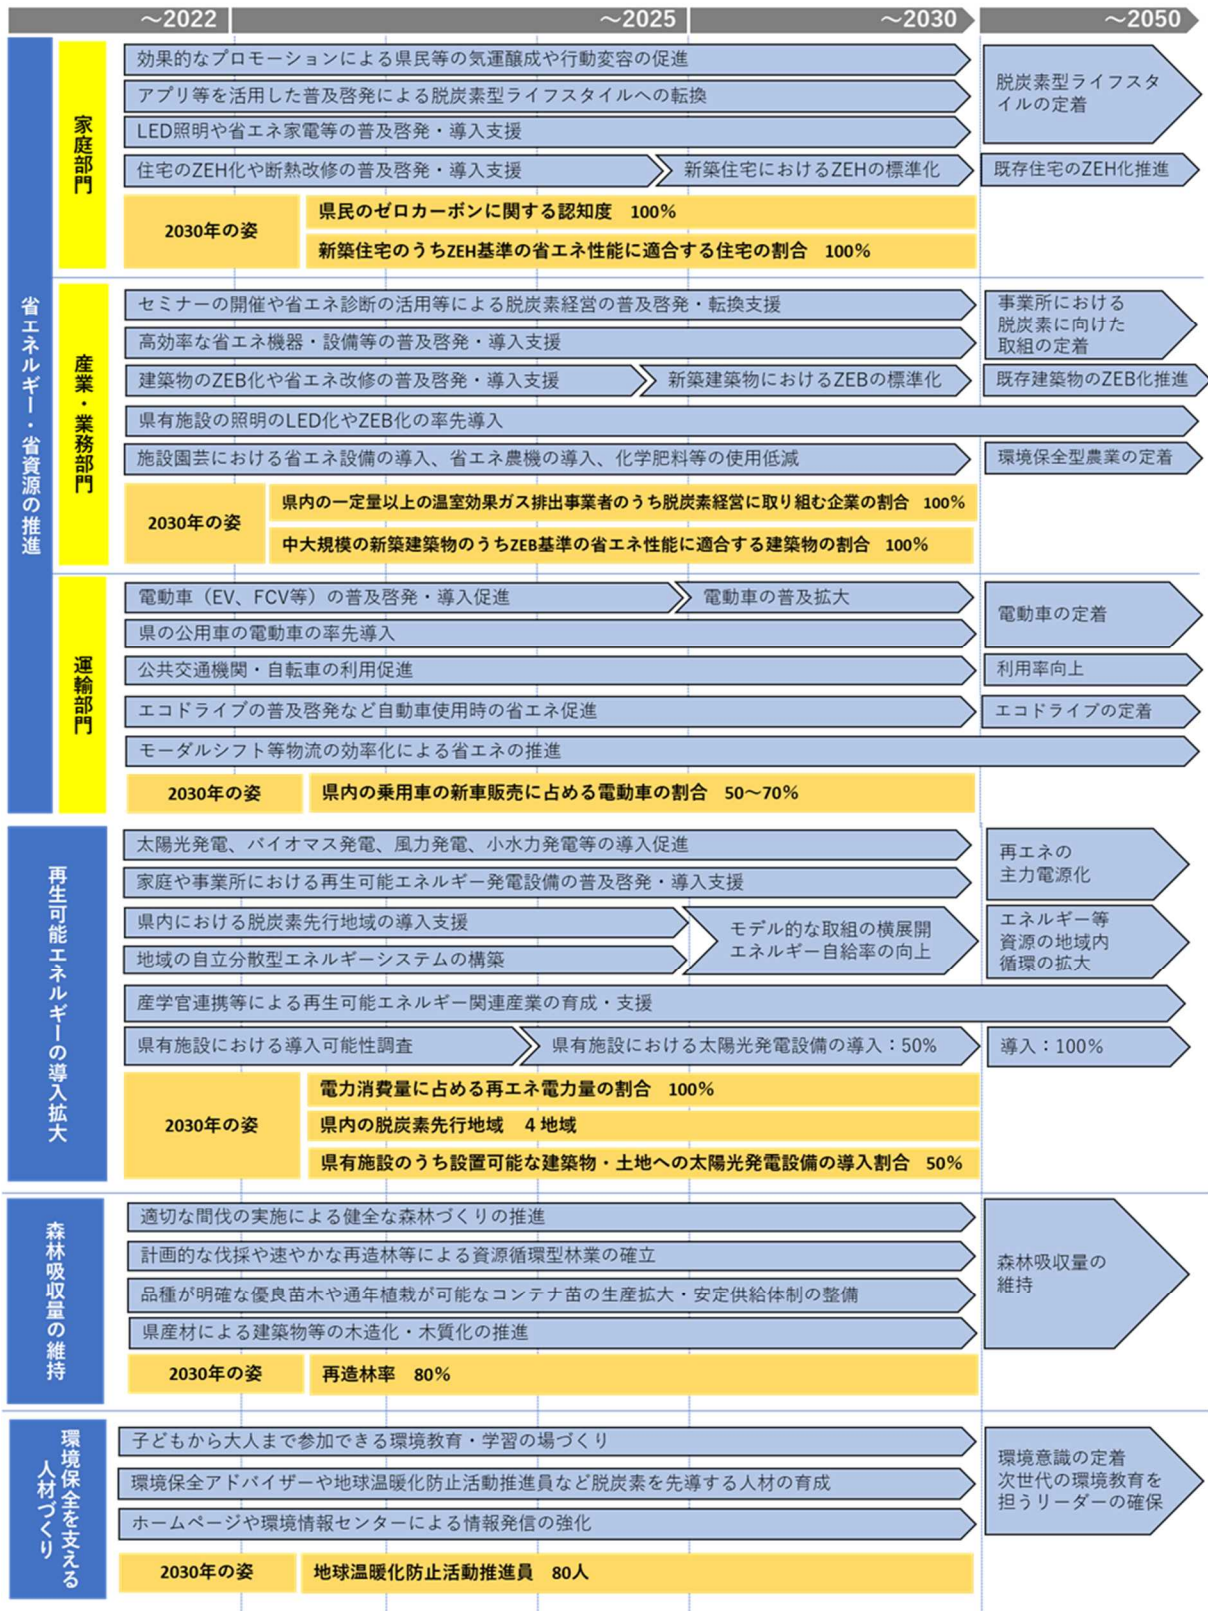 ～2022
～2025
～2030
～2050
省エネルギー・省資源の推進
家庭部門
効果的なプロモーションによる県民等の気運醸成や行動変容の促進
アプリ等を活用した普及啓発による脱炭素型ライフスタイルへの転換
LED照明や省エネ家電等の普及啓発・導入支援
脱炭素型ライフスタ
イルの定着
住宅のZEH化や断熱改修の普及啓発・導入支援
新築住宅におけるZEHの標準化
既存住宅のZEH化推進
2030年の姿
県民のゼロカーボンに関する認知度　100%
新築住宅のうちZEH基準の省エネ性能に適合する住宅の割合　100%
産業・業務部門
セミナーの開催や省エネ診断の活用等による脱炭素経営の普及啓発・転換支援
高効率な省エネ機器・設備等の普及啓発・導入支援
事業所における
脱炭素に向けた
取組の定着
建築物のZEB化や省エネ改修の普及啓発・導入支援
新築建築物におけるZEBの標準化
既存建築物のZEB化推進
県有施設の照明のLED化やZEB化の率先導入
施設園芸における省エネ設備の導入、省エネ農機の導入、化学肥料等の使用低減
環境保全型農業の定着
2030年の姿
県内の一定量以上の温室効果ガス排出事業者のうち脱炭素経営に取り組む企業の割合　100%
中大規模の新築建築物のうちZEB基準の省エネ性能に適合する建築物の割合　100%
運輸部門
電動車（EV、FCV等）の普及啓発・導入促進
電動車の普及拡大
県の公用車の電動車の率先導入
電動車の定着
公共交通機関・自転車の利用促進
利用率向上
エコドライブの普及啓発など自動車使用時の省エネ促進
エコドライブの定着
モーダルシフト等物流の効率化による省エネの推進
2030年の姿
県内の乗用車の新車販売に占める電動車の割合　50～70%
再生可能エネルギーの導入拡大
太陽光発電、バイオマス発電、風力発電、小水力発電等の導入促進
家庭や事業所における再生可能エネルギー発電設備の普及啓発・導入支援
再エネの
主力電源化
県内における脱炭素先行地域の導入支援
地域の自立分散型エネルギーシステムの構築
モデル的な取組の横展開
エネルギー自給率の向上
エネルギー等
資源の地域内
循環の拡大
産学官連携等による再生可能エネルギー関連産業の育成・支援
県有施設における導入可能性調査
県有施設における太陽光発電設備の導入：50%
導入：100%
2030年の姿
電力消費量に占める再エネ電力量の割合　100%
県内の脱炭素先行地域　４地域
県有施設のうち設置可能な建築物・土地への太陽光発電設備の導入割合　50%
森林吸収量の維持
適切な間伐の実施による健全な森林づくりの推進
計画的な伐採や速やかな再造林等による資源循環型林業の確立
品種が明確な優良苗木や通年植栽が可能なコンテナ苗の生産拡大・安定供給体制の整備
県産材による建築物等の木造化・木質化の推進
森林吸収量の
維持
2030年の姿
再造林率　80%
環境保全を支える
人材づくり
子どもから大人まで参加できる環境教育・学習の場づくり
環境保全アドバイザーや地球温暖化防止活動推進員など脱炭素を先導する人材の育成
ホームページや環境情報センターによる情報発信の強化
環境意識の定着
次世代の環境教育を
担うリーダーの確保
2030年の姿
地球温暖化防止活動推進員　80人